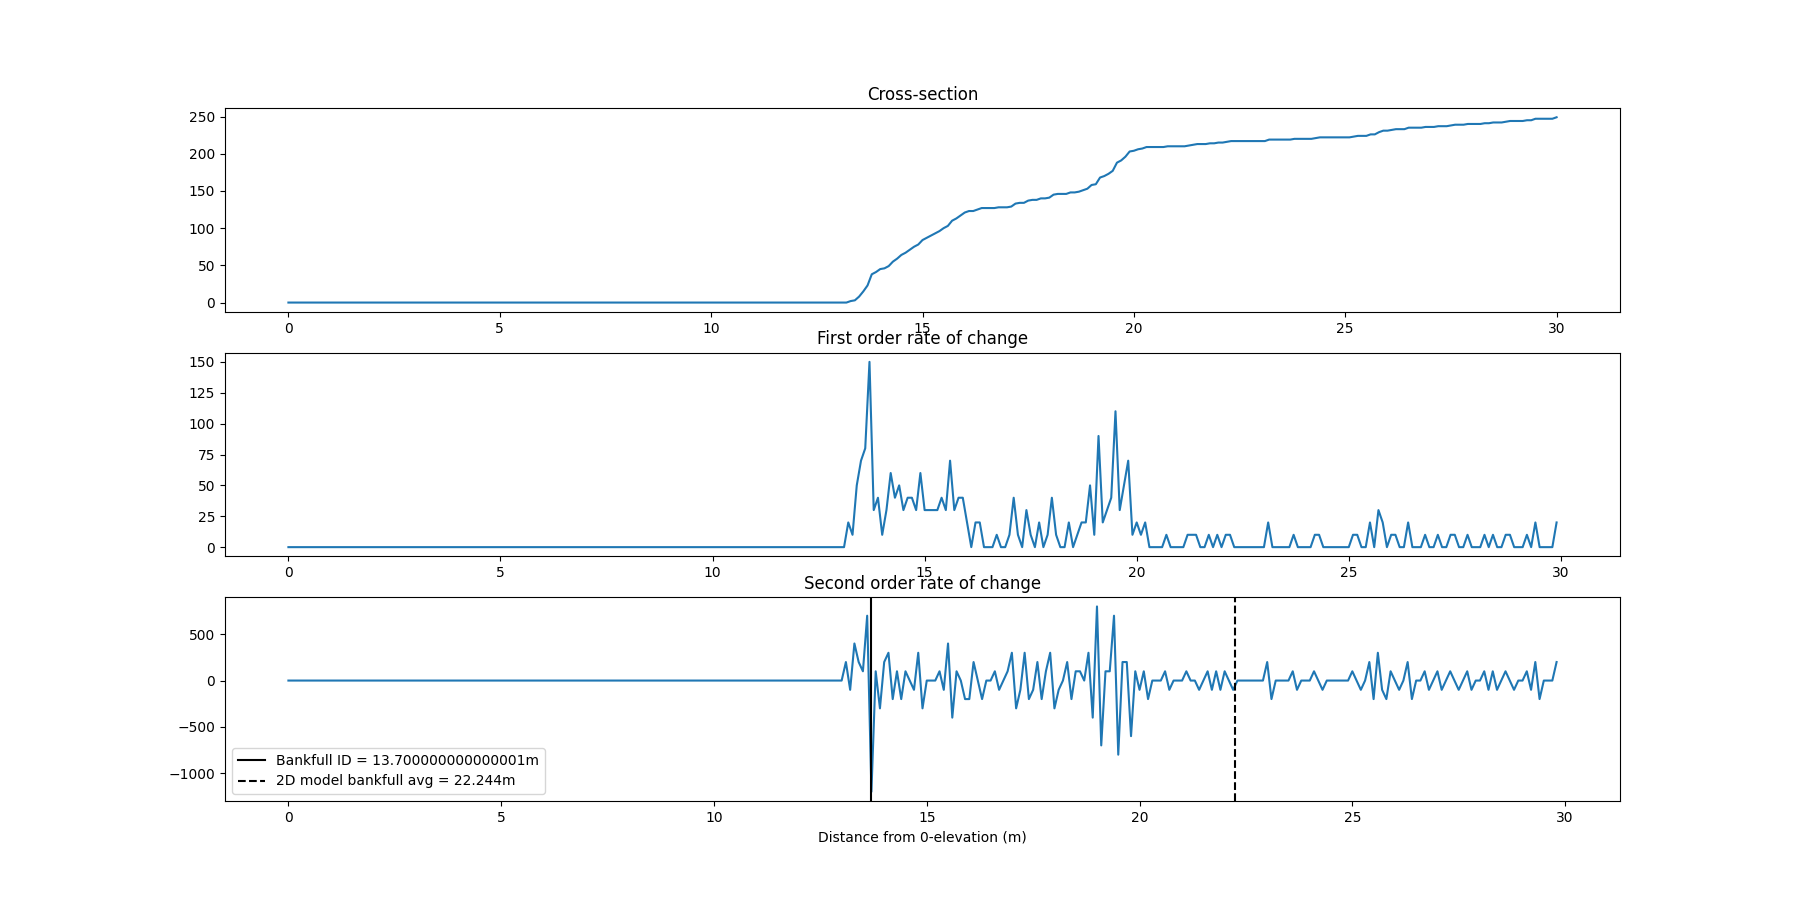 Cross-section
250
200
150
100
50
0
0 5 10 15 20 25 30
First order rate of change
150
125
100
75
50
25
0
0 5 10 15 20 25 30
Second order rate of change
500
0
−500
−1000
Bankfull ID = 13.700000000000001m
2D model bankfull avg = 22.244m
0 5 10 15 20 25 30
Distance from 0-elevation (m)